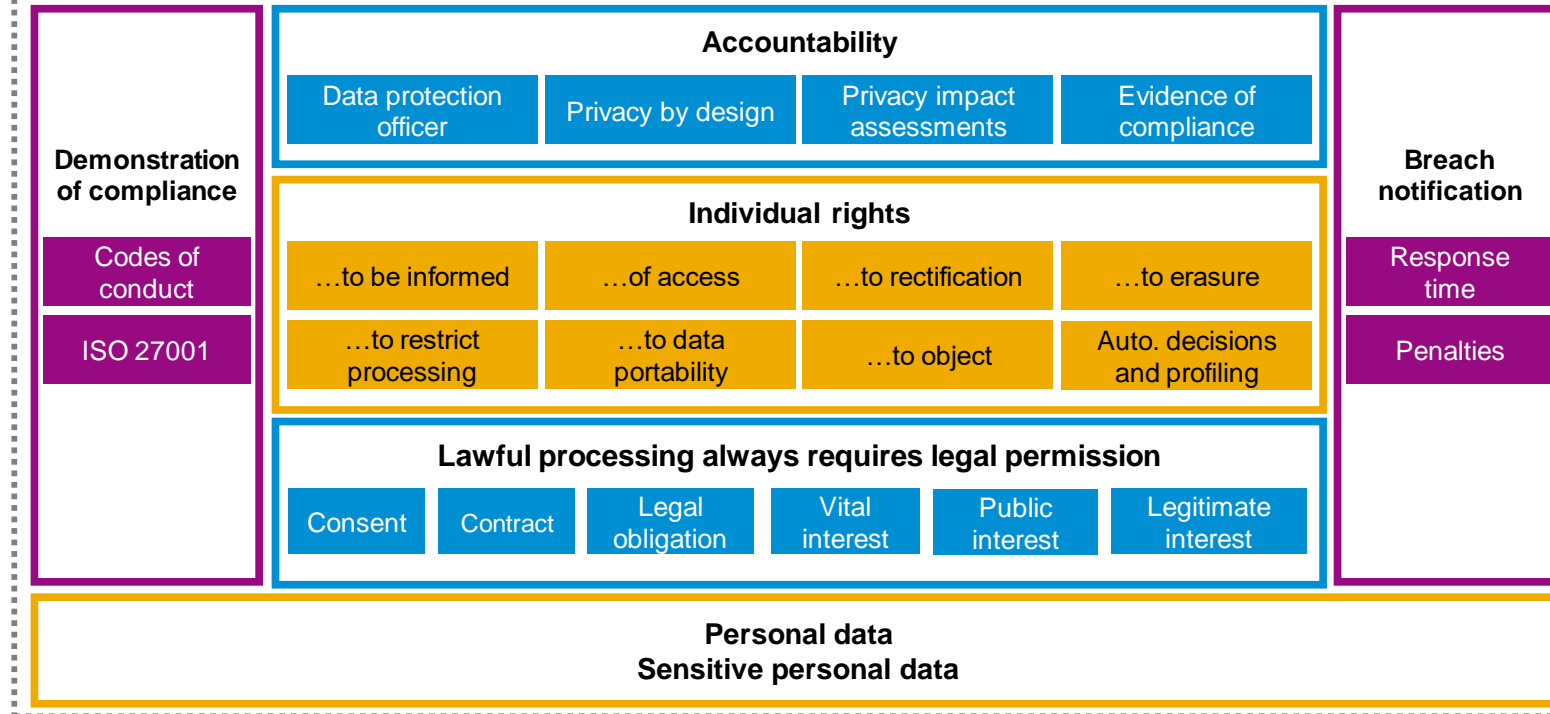 Demonstration
of compliance
Codes of
conduct
ISO 27001
Accountability
Data protection
officer
Privacy by design
Privacy impact
assessments
Evidence of
compliance
Individual rights
…to be informed
…of access
…to rectification
…to erasure
…to restrict
processing
…to data
portability
…to object
Auto. decisions
and profiling
Lawful processing always requires legal permission
Consent
Contract
Legal
obligation
Vital
interest
Public
interest
Legitimate
interest
Breach
notification
Response
time
Penalties
Personal data
Sensitive personal data